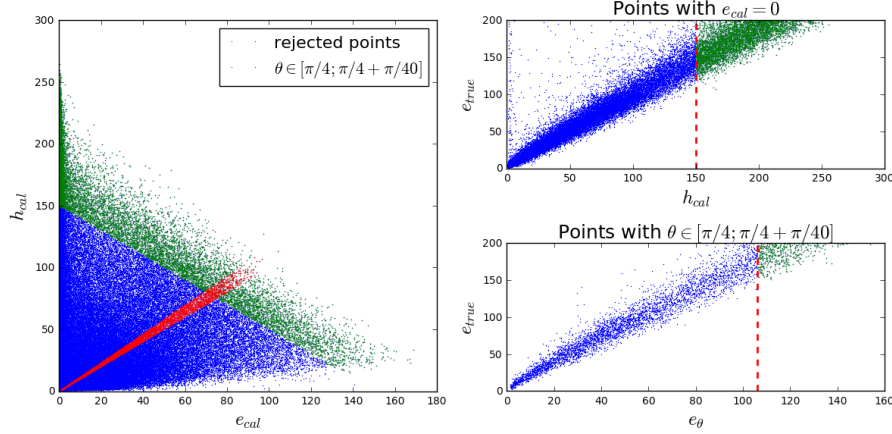 300
250
200
150
100
50
0
h_cal
0 20 40 60 80 100 120 140 160 180
e_cal
rejected points
θ ∈ [π/4; π/4 + π/40]
Points with e_cal = 0
200
150
100
50
0
e_true
0 50 100 150 200 250 300
h_cal
Points with θ ∈ [π/4; π/4 + π/40]
200
150
100
50
0
e_true
0 20 40 60 80 100 120 140 160
e_θ